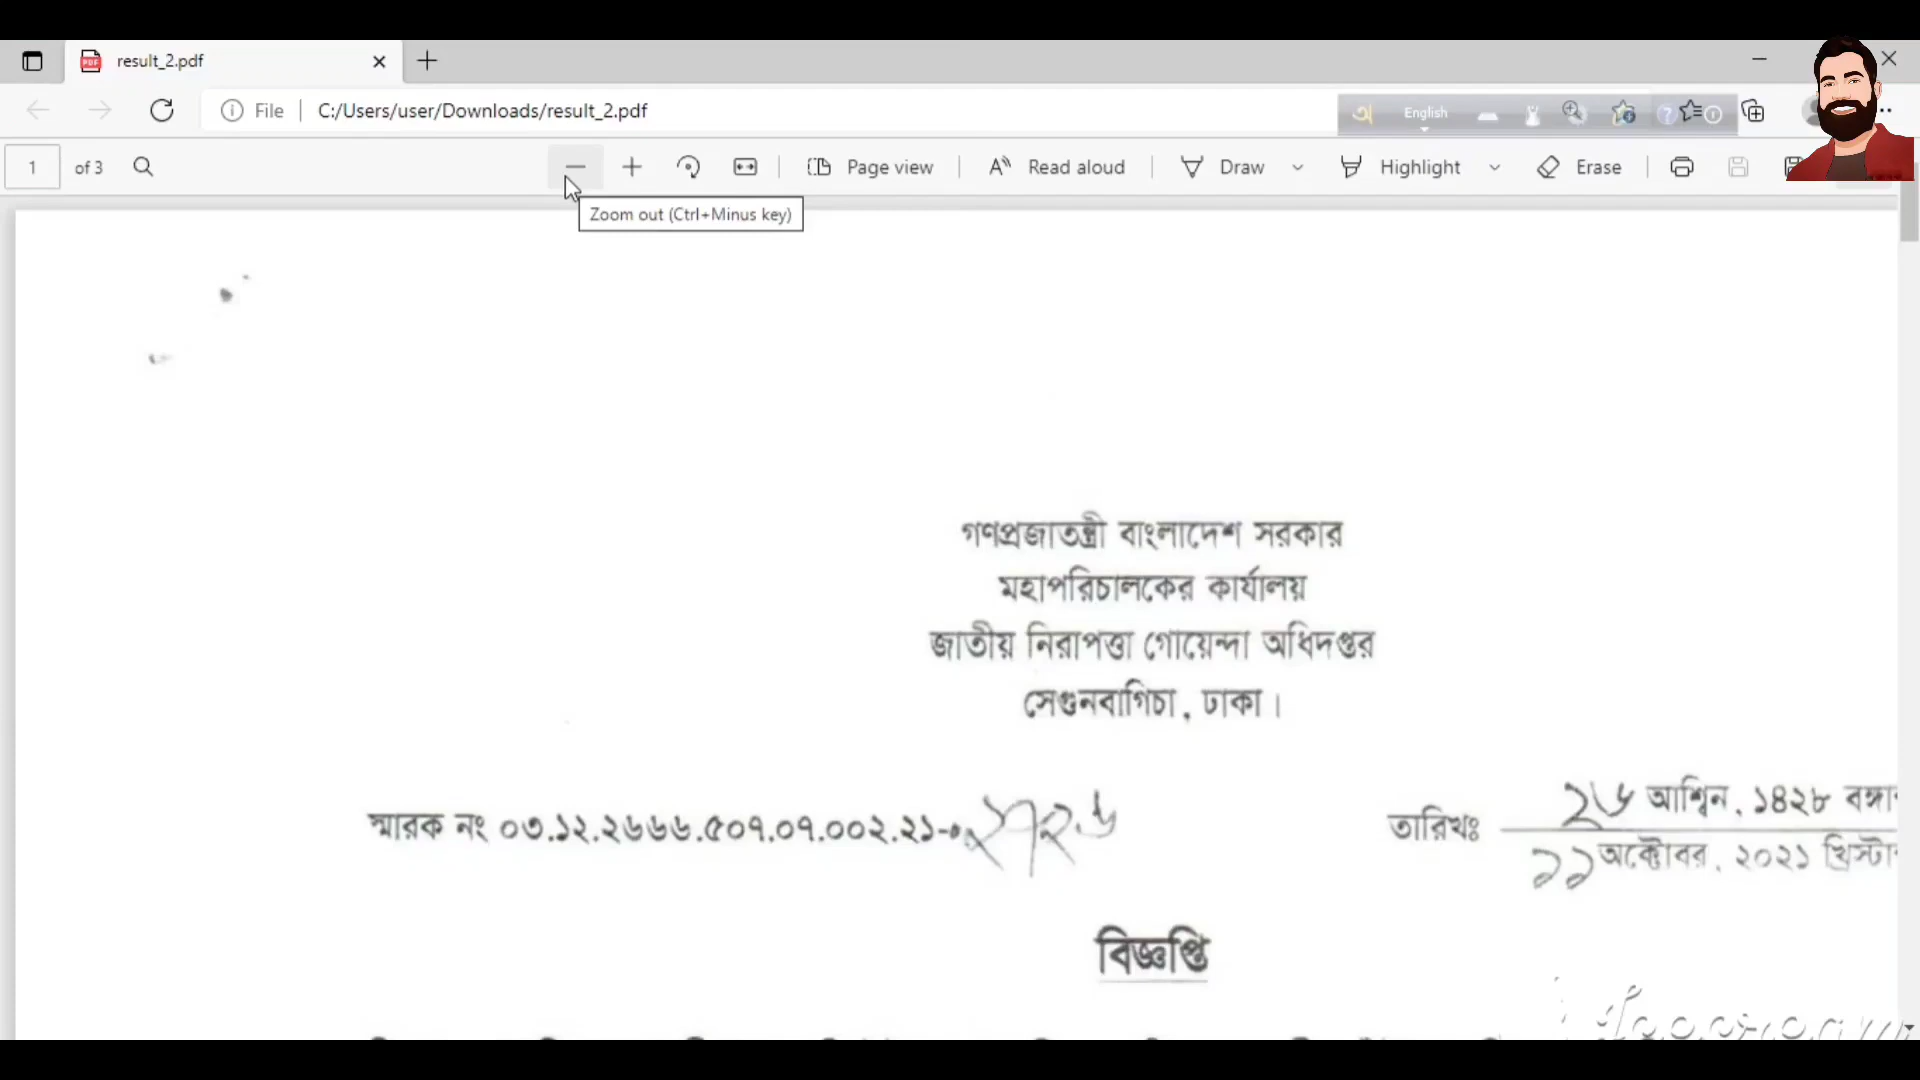 result_2.pdf
File
C:/Users/user/Downloads/result_2.pdf
English
1 of 3
Page view
Read aloud
Draw
Highlight
Erase
Zoom out (Ctrl+Minus key)
গণপ্রজাতন্ত্রী বাংলাদেশ সরকার
মহাপরিচালকের কার্যালয়
জাতীয় নিরাপত্তা গোয়েন্দা অধিদপ্তর
সেগুনবাগিচা, ঢাকা।
স্মারক নং ০৩.১২.২৬৬৬.৫০৭.০৭.০০২.২১-
তারিখঃ
২৬ আশ্বিন, ১৪২৮
১১ অক্টোবর, ২০২১
বিজ্ঞপ্তি